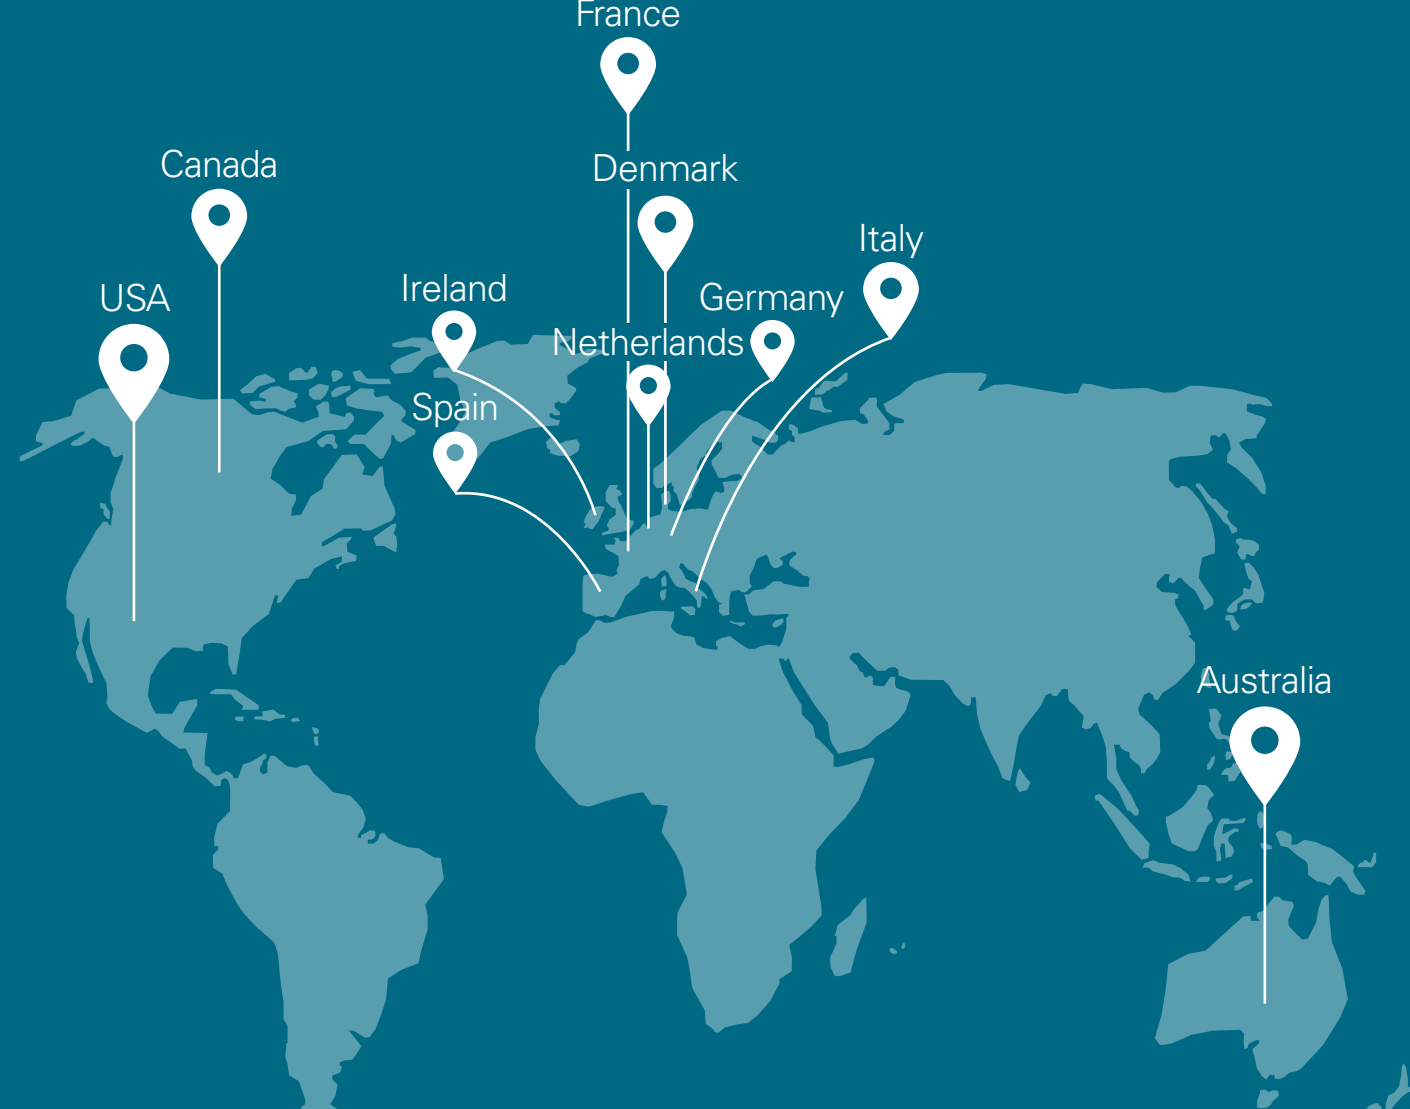 France
Denmark
Canada
Italy
Ireland
USA
Germany
Netherlands
Spain
Australia